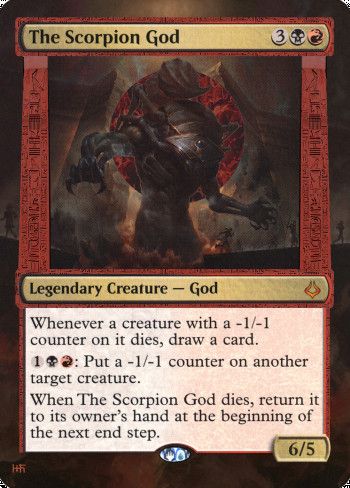 The Scorpion God 3
Legendary Creature — God
Whenever a creature with a -1/-1
counter on it dies, draw a card.
1: Put a -1/-1 counter on another
target creature.
When The Scorpion God dies, return it
to its owner's hand at the beginning of
the next end step.
6/5